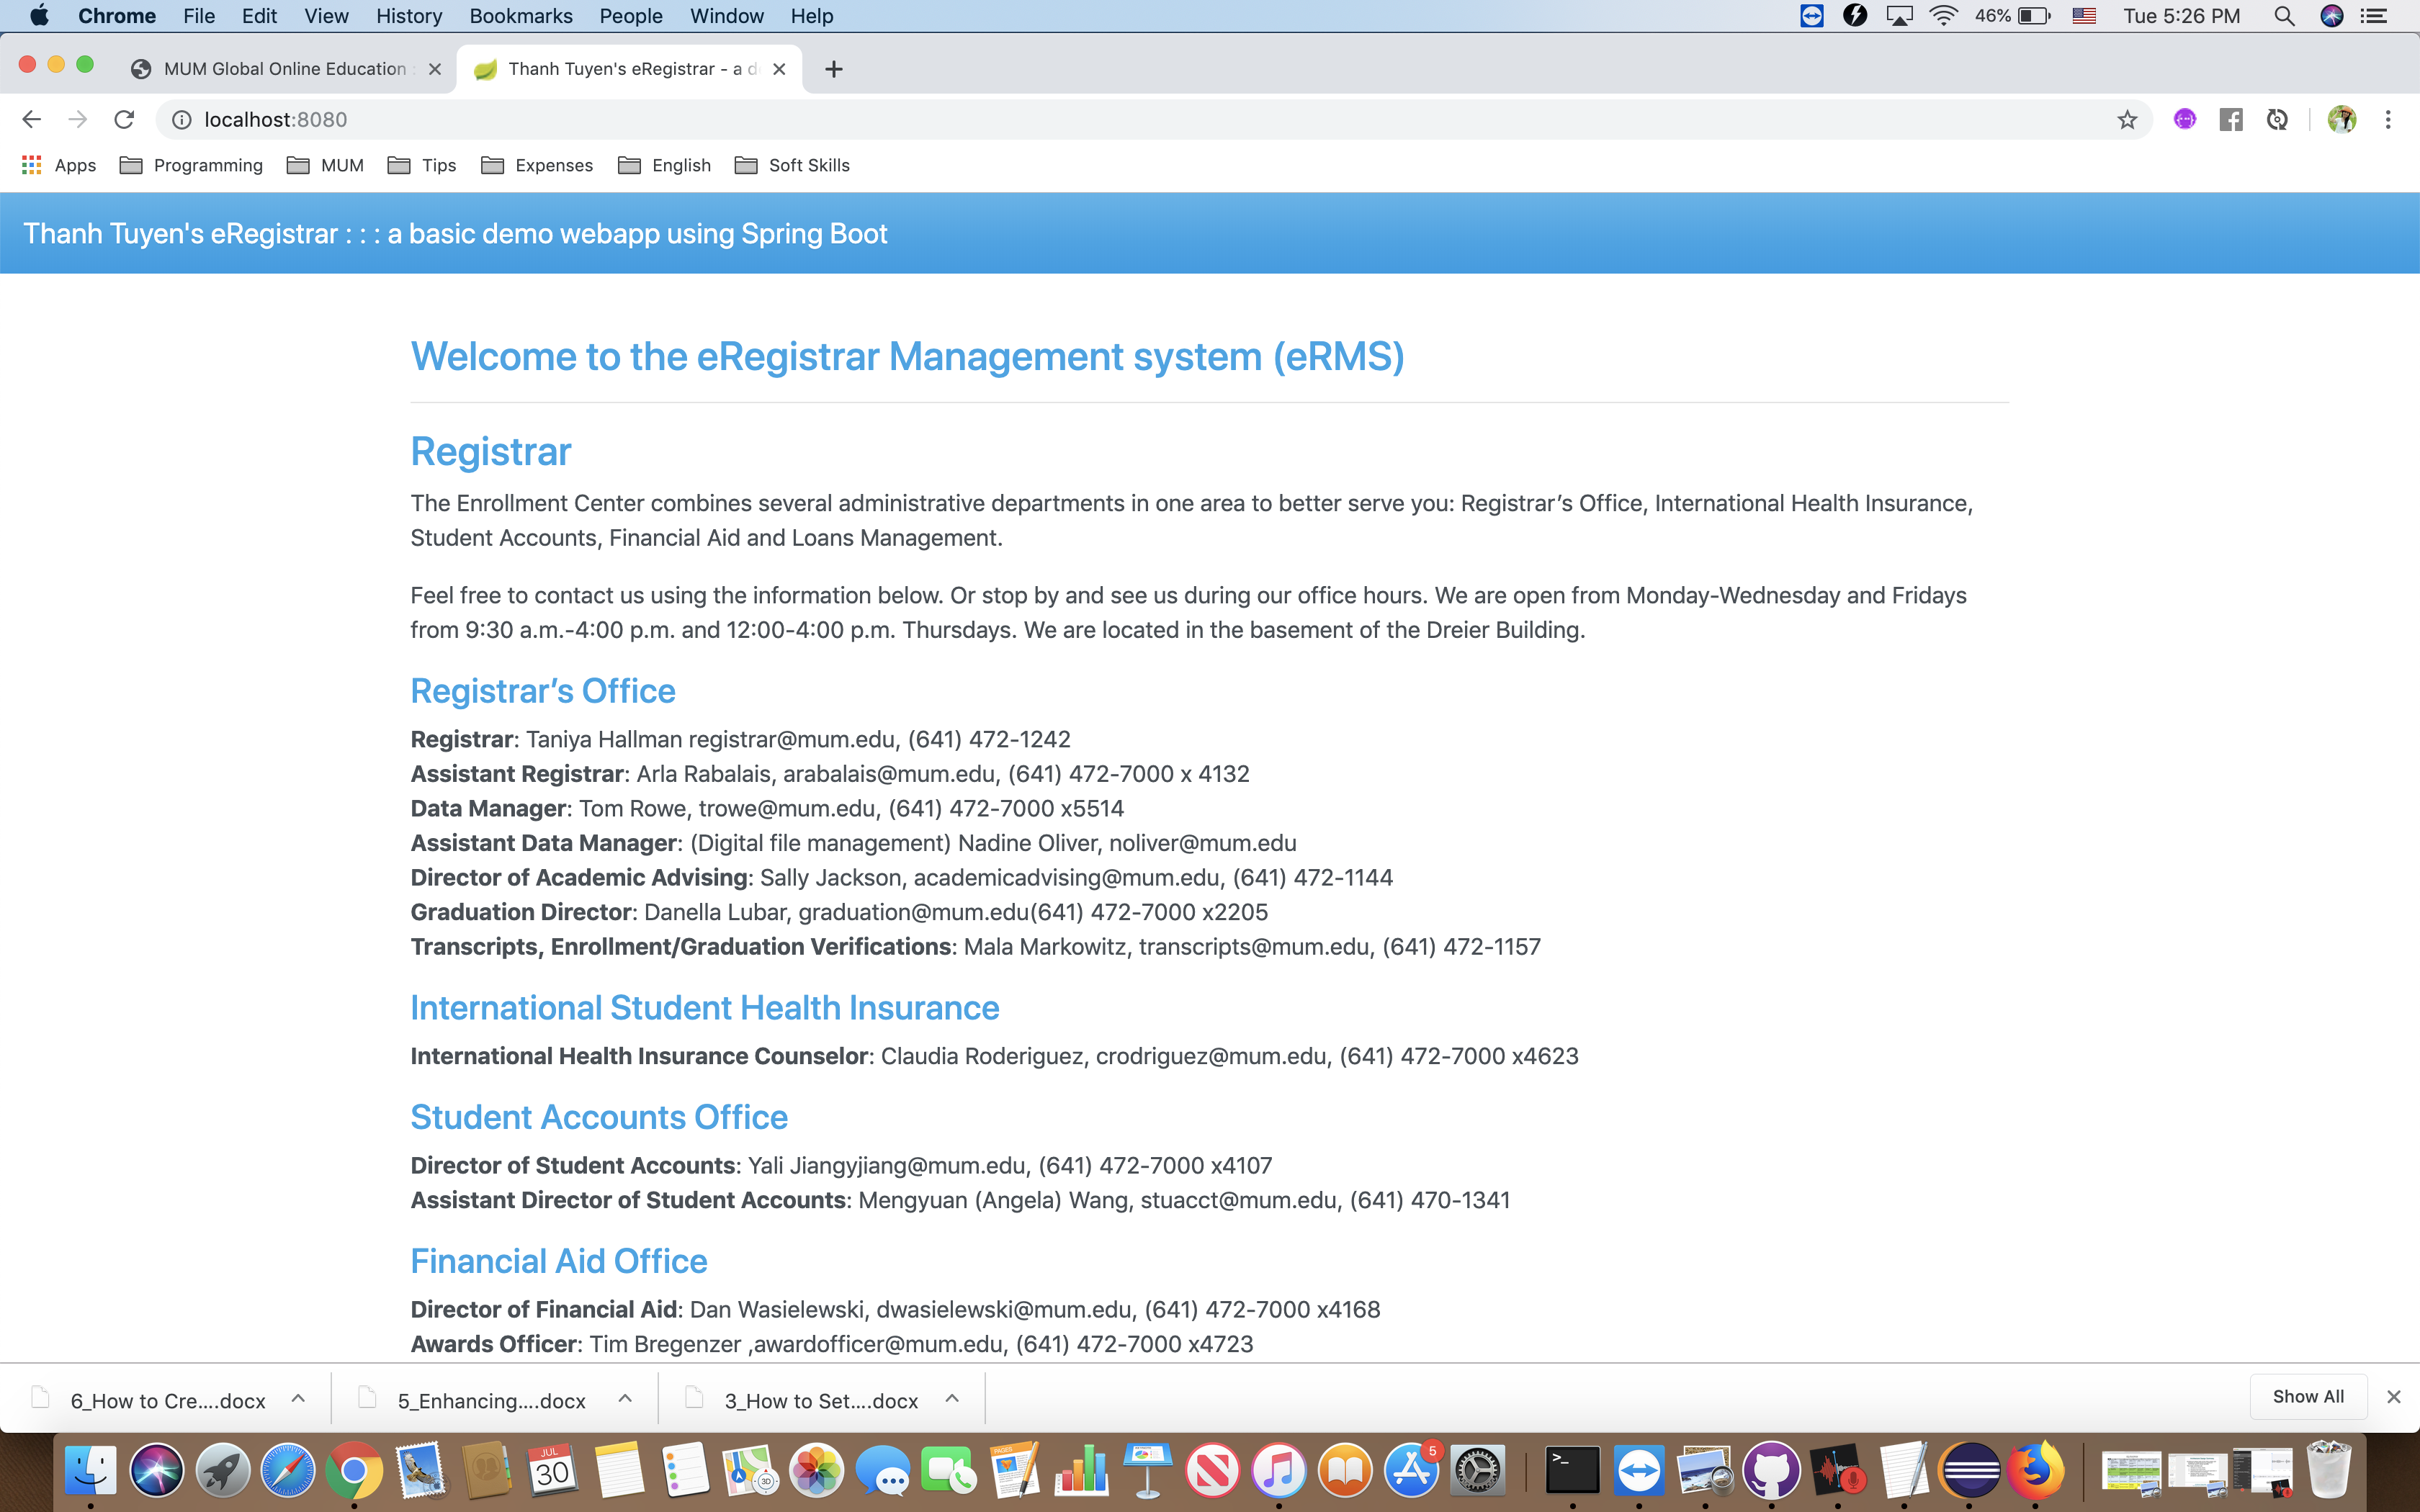 Chrome File Edit View History Bookmarks People Window Help 46% Tue 5:26 PM
MUM Global Online Education Thanh Tuyen's eRegistrar - a d
localhost:8080
Apps Programming MUM Tips Expenses English Soft Skills
Thanh Tuyen's eRegistrar : : : a basic demo webapp using Spring Boot
Welcome to the eRegistrar Management system (eRMS)
Registrar
The Enrollment Center combines several administrative departments in one area to better serve you: Registrar’s Office, International Health Insurance,
Student Accounts, Financial Aid and Loans Management.
Feel free to contact us using the information below. Or stop by and see us during our office hours. We are open from Monday-Wednesday and Fridays
from 9:30 a.m.-4:00 p.m. and 12:00-4:00 p.m. Thursdays. We are located in the basement of the Dreier Building.
Registrar’s Office
Registrar: Taniya Hallman registrar@mum.edu, (641) 472-1242
Assistant Registrar: Arla Rabalais, arabalais@mum.edu, (641) 472-7000 x 4132
Data Manager: Tom Rowe, trowe@mum.edu, (641) 472-7000 x5514
Assistant Data Manager: (Digital file management) Nadine Oliver, noliver@mum.edu
Director of Academic Advising: Sally Jackson, academicadvising@mum.edu, (641) 472-1144
Graduation Director: Danella Lubar, graduation@mum.edu(641) 472-7000 x2205
Transcripts, Enrollment/Graduation Verifications: Mala Markowitz, transcripts@mum.edu, (641) 472-1157
International Student Health Insurance
International Health Insurance Counselor: Claudia Roderiguez, crodriguez@mum.edu, (641) 472-7000 x4623
Student Accounts Office
Director of Student Accounts: Yali Jiangyjiang@mum.edu, (641) 472-7000 x4107
Assistant Director of Student Accounts: Mengyuan (Angela) Wang, stuacct@mum.edu, (641) 470-1341
Financial Aid Office
Director of Financial Aid: Dan Wasielewski, dwasielewski@mum.edu, (641) 472-7000 x4168
Awards Officer: Tim Bregenzer ,awardofficer@mum.edu, (641) 472-7000 x4723
6_How to Cre....docx 5_Enhancing....docx 3_How to Set....docx Show All
JUL
30
PAGES
3D
5
>_